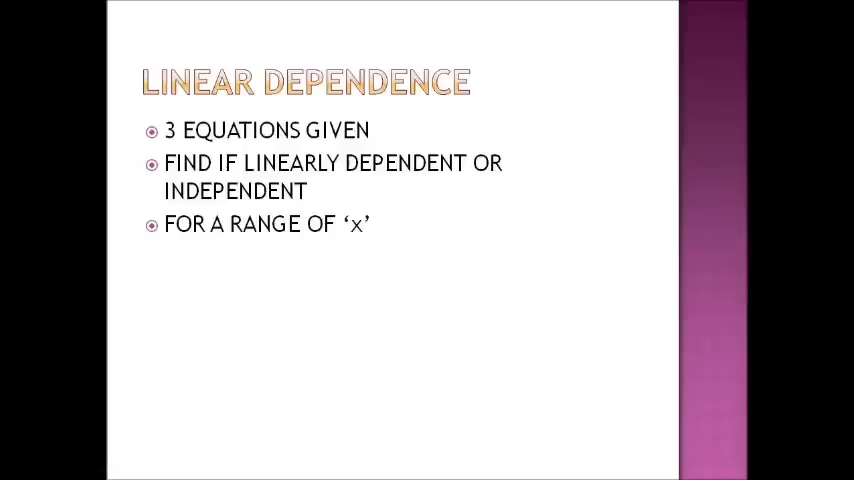 LINEAR DEPENDENCE
3 EQUATIONS GIVEN
FIND IF LINEARLY DEPENDENT OR
INDEPENDENT
FOR A RANGE OF ‘x’